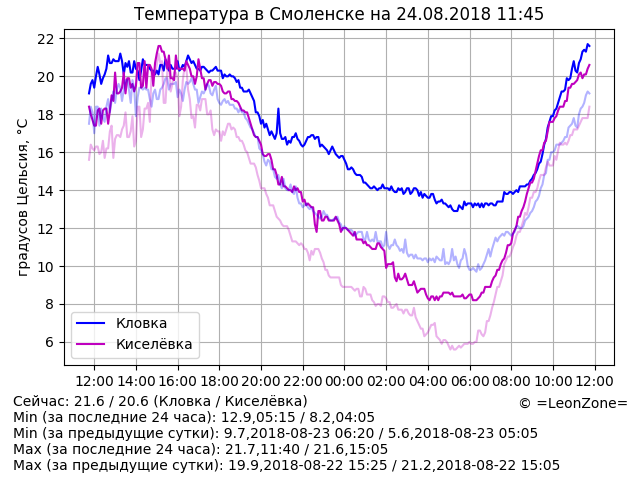 Температура в Смоленске на 24.08.2018 11:45
градусов Цельсия, °C
22
20
18
16
14
12
10
8
6
Кловка
Киселёвка
12:00 14:00 16:00 18:00 20:00 22:00 00:00 02:00 04:00 06:00 08:00 10:00 12:00
Сейчас: 21.6 / 20.6 (Кловка / Киселёвка)
© =LeonZone=
Min (за последние 24 часа): 12.9,05:15 / 8.2,04:05
Min (за предыдущие сутки): 9.7,2018-08-23 06:20 / 5.6,2018-08-23 05:05
Max (за последние 24 часа): 21.7,11:40 / 21.6,15:05
Max (за предыдущие сутки): 19.9,2018-08-22 15:25 / 21.2,2018-08-22 15:05